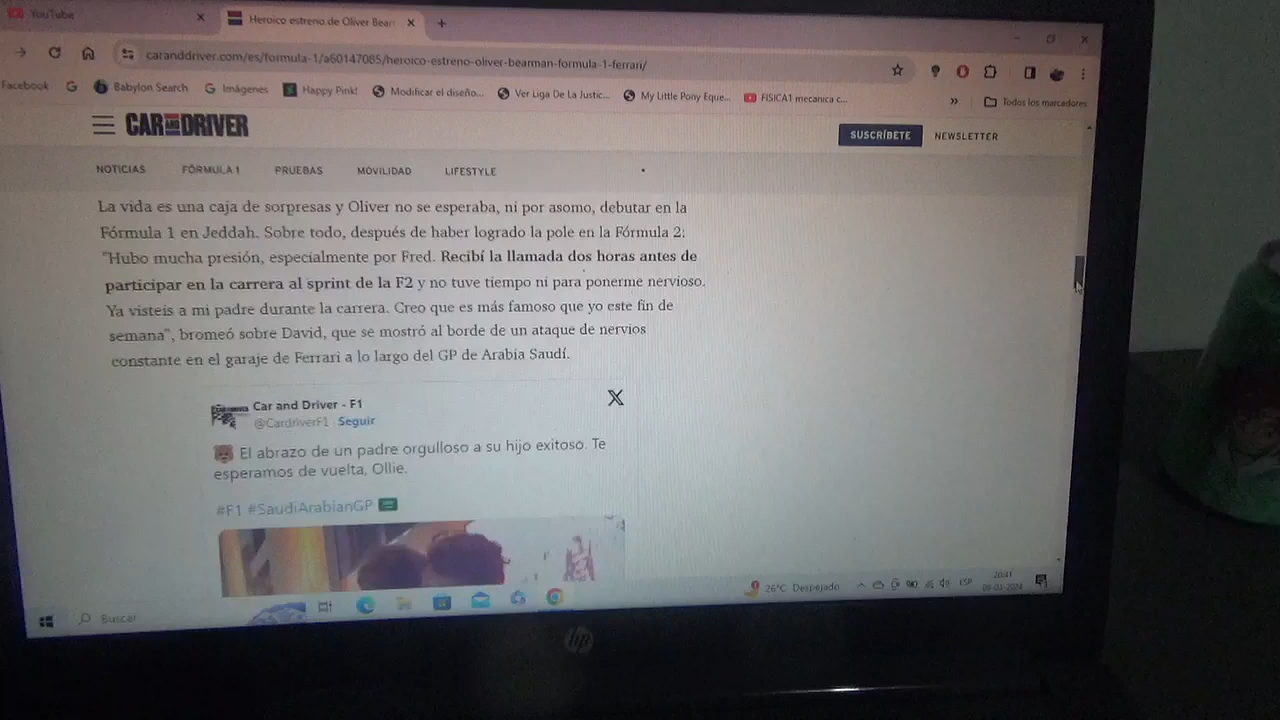 YouTube
Heroico estreno de Oliver Bear
caranddriver.com/es/formula-1/a60147085/heroico-estreno-oliver-bearman-formula-1-ferrari/
Facebook
Babylon Search
Imágenes
Happy Pink!
Modificar el diseño...
Ver Liga De La Justic...
My Little Pony Eque...
FISICA1 mecanica c...
»
Todos los marcadores
CAR AND DRIVER
SUSCRÍBETE
NEWSLETTER
NOTICIAS
FÓRMULA 1
PRUEBAS
MOVILIDAD
LIFESTYLE
La vida es una caja de sorpresas y Oliver no se esperaba, ni por asomo, debutar en la
Fórmula 1 en Jeddah. Sobre todo, después de haber logrado la pole en la Fórmula 2:
"Hubo mucha presión, especialmente por Fred. Recibí la llamada dos horas antes de
participar en la carrera al sprint de la F2 y no tuve tiempo ni para ponerme nervioso.
Ya visteis a mi padre durante la carrera. Creo que es más famoso que yo este fin de
semana", bromeó sobre David, que se mostró al borde de un ataque de nervios
constante en el garaje de Ferrari a lo largo del GP de Arabia Saudí.
Car and Driver - F1
@CardriverF1 · Seguir
El abrazo de un padre orgulloso a su hijo exitoso. Te
esperamos de vuelta, Ollie.
#F1 #SaudiArabianGP
Buscar
26°C Despejado
ESP
20:41
09-03-2024
hp